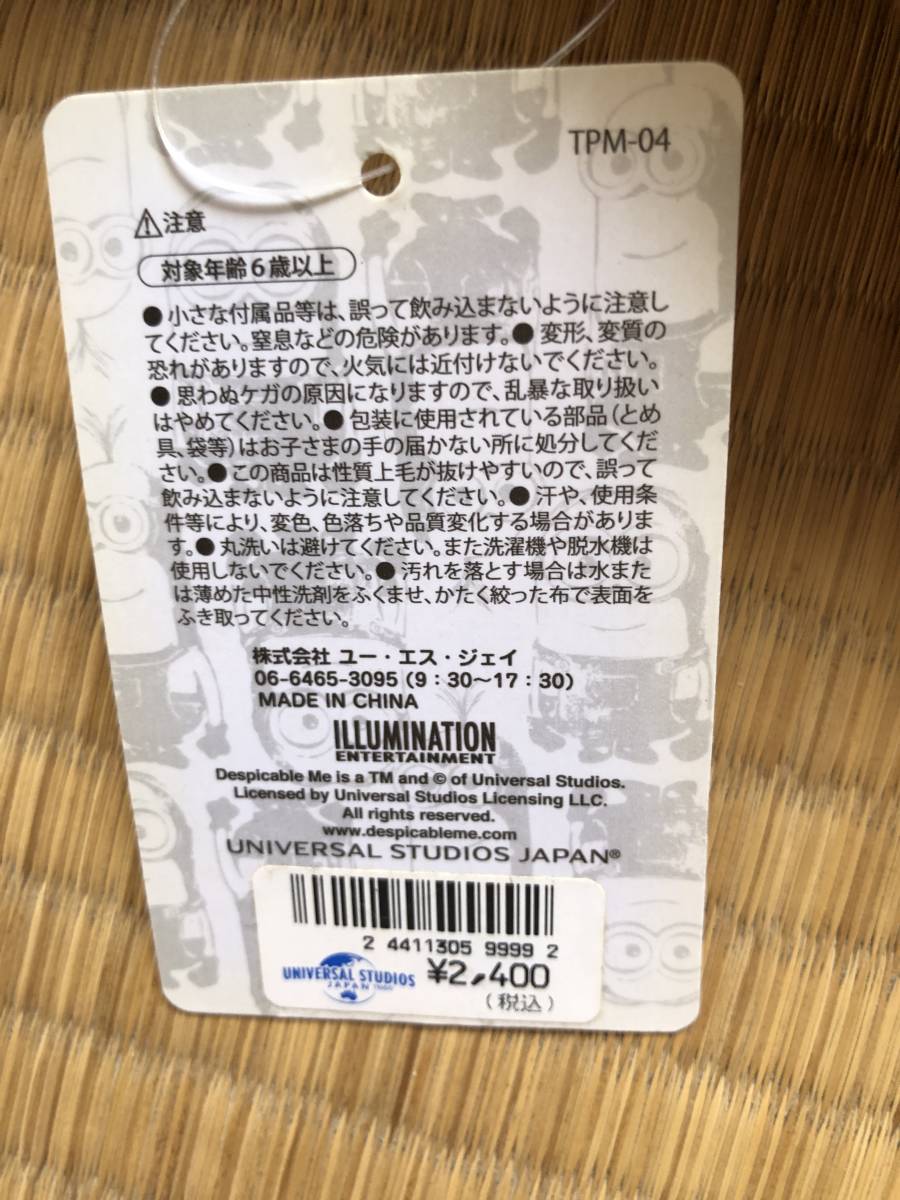 TPM-04
⚠注意
対象年齢6歳以上
●小さな付属品等は、誤って飲み込まないように注意し
てください。窒息などの危険があります。●変形、変質の
恐れがありますので、火気には近付けないでください。
●思わぬケガの原因になりますので、乱暴な取り扱い
はやめてください。●包装に使用されている部品（とめ
具、袋等）はお子さまの手の届かない所に処分してくだ
さい。●この商品は性質上毛が抜けやすいので、誤って
飲み込まないように注意してください。●汗や、使用条
件等により、変色、色落ちや品質変化する場合がありま
す。●丸洗いは避けてください。また洗濯機や脱水機は
使用しないでください。●汚れを落とす場合は水また
は薄めた中性洗剤をふくませ、かたく絞った布で表面を
ふき取ってください。
株式会社 ユー・エス・ジェイ
06-6465-3095（9：30〜17：30）
MADE IN CHINA
ILLUMINATION
ENTERTAINMENT
Despicable Me is a TM and © of Universal Studios.
Licensed by Universal Studios Licensing LLC.
All rights reserved.
www.despicableme.com
UNIVERSAL STUDIOS JAPAN®
2 4411305 9999 2
UNIVERSAL STUDIOS
JAPAN
¥2,400
（税込）